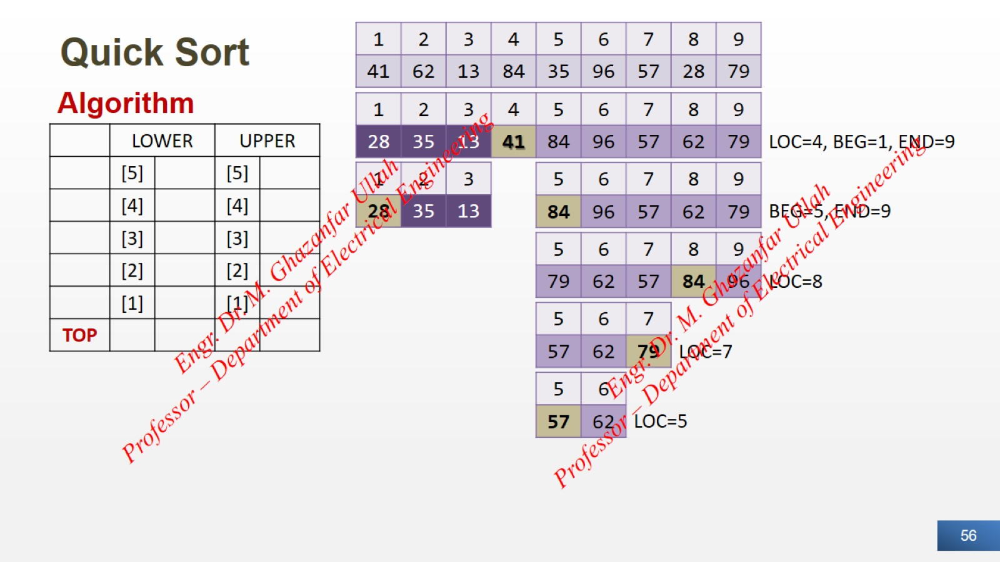 Quick Sort
Algorithm
LOWER UPPER
[5] [5]
[4] [4]
[3] [3]
[2] [2]
[1] [1]
TOP
1 2 3 4 5 6 7 8 9
41 62 13 84 35 96 57 28 79
1 2 3 4 5 6 7 8 9
28 35 13 41 84 96 57 62 79 LOC=4, BEG=1, END=9
1 2 3 5 6 7 8 9
28 35 13 84 96 57 62 79 BEG=5, END=9
5 6 7 8 9
79 62 57 84 96 LOC=8
5 6 7
57 62 79 LOC=7
5 6
57 62 LOC=5
Engr. Dr. M. Ghazanfar Ullah
Professor – Department of Electrical Engineering
Engr. Dr. M. Ghazanfar Ullah
Professor – Department of Electrical Engineering
56